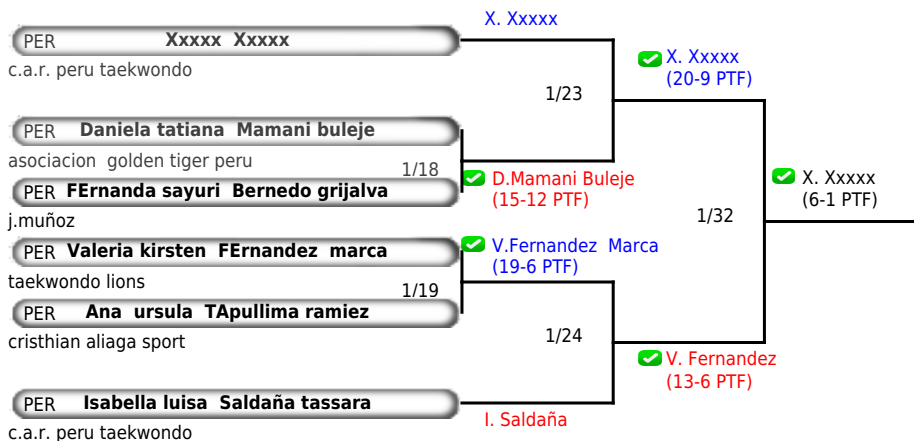 X. Xxxxx
PER Xxxxx Xxxxx
c.a.r. peru taekwondo
X. Xxxxx
(20-9 PTF)
1/23
PER Daniela tatiana Mamani buleje
asociacion golden tiger peru
1/18
D.Mamani Buleje
(15-12 PTF)
X. Xxxxx
(6-1 PTF)
PER FErnanda sayuri Bernedo grijalva
j.muñoz
1/32
PER Valeria kirsten FErnandez marca
V.Fernandez Marca
(19-6 PTF)
taekwondo lions
1/19
PER Ana ursula TApullima ramiez
cristhian aliaga sport
1/24
V. Fernandez
(13-6 PTF)
PER Isabella luisa Saldaña tassara
I. Saldaña
c.a.r. peru taekwondo